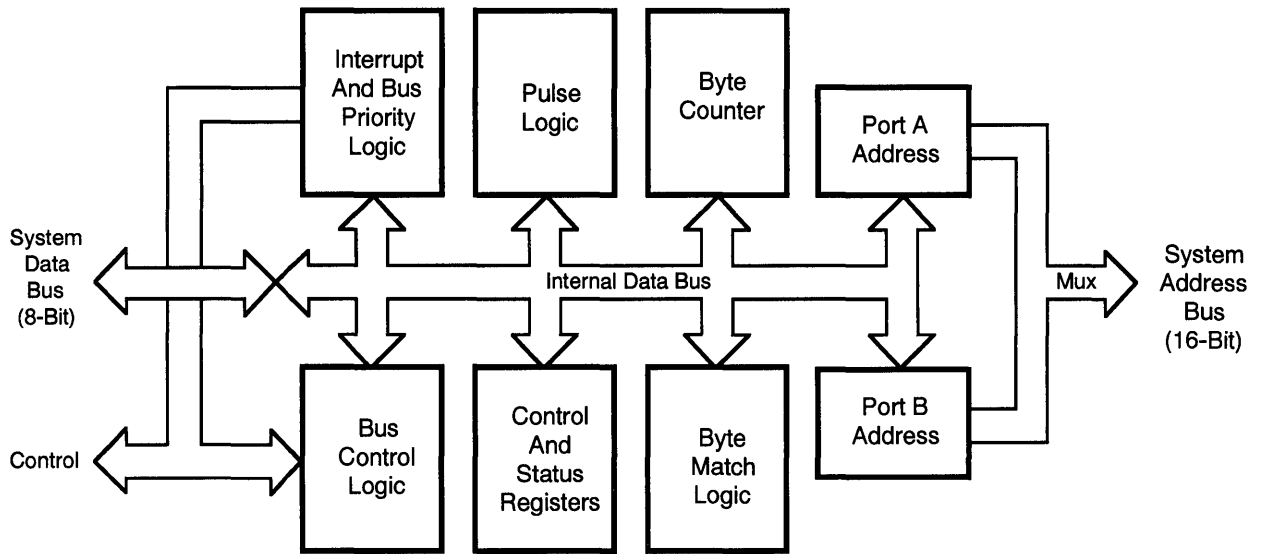 Interrupt
And Bus
Priority
Logic
Pulse
Logic
Byte
Counter
Port A
Address
System
Data
Bus
(8-Bit)
Internal Data Bus
Mux
System
Address
Bus
(16-Bit)
Control
Bus
Control
Logic
Control
And
Status
Registers
Byte
Match
Logic
Port B
Address